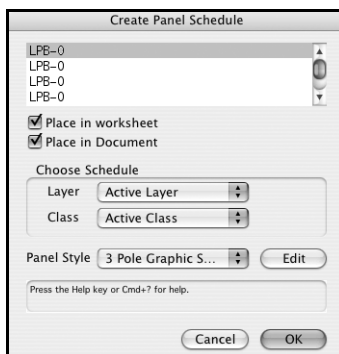 Create Panel Schedule
LPB-0
LPB-0
LPB-0
LPB-0
Place in worksheet
Place in Document
Choose Schedule
Layer Active Layer
Class Active Class
Panel Style 3 Pole Graphic S... Edit
Press the Help key or Cmd+? for help.
Cancel OK